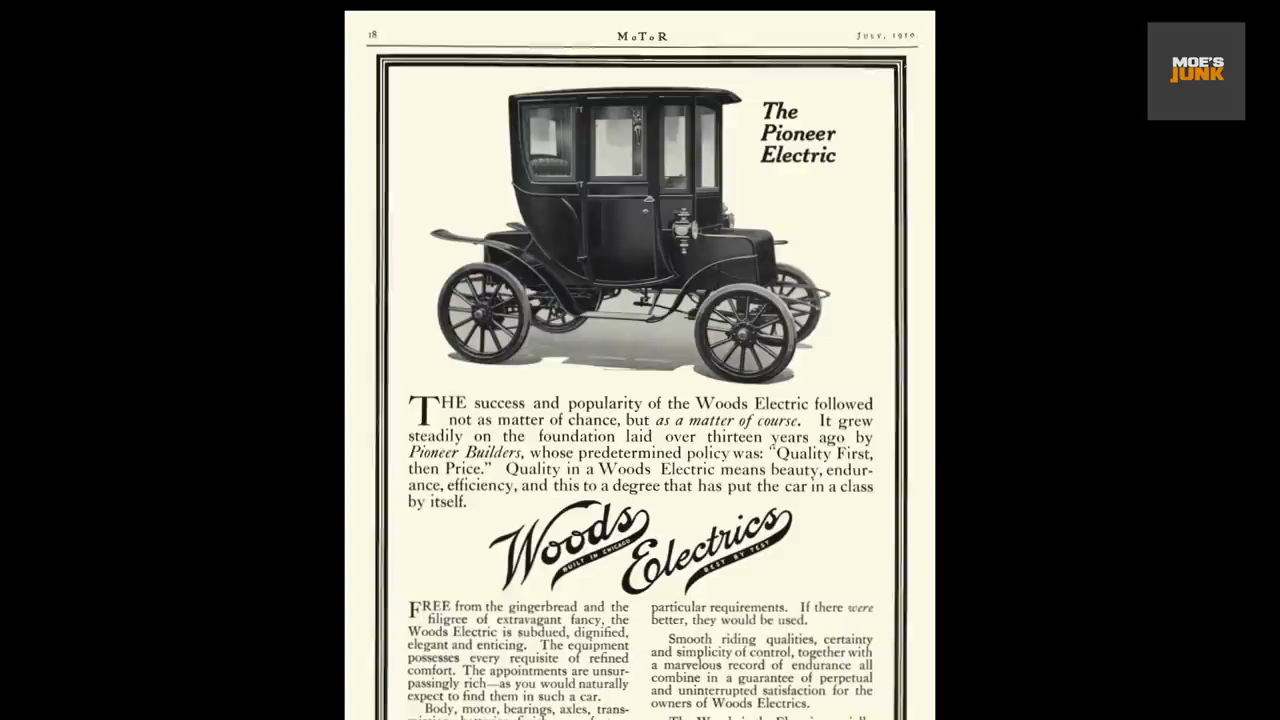 18
MoToR
July, 1910.
MOE'S
JUNK
The
Pioneer
Electric
THE success and popularity of the Woods Electric followed
not as matter of chance, but as a matter of course. It grew
steadily on the foundation laid over thirteen years ago by
Pioneer Builders, whose predetermined policy was: "Quality First,
then Price." Quality in a Woods Electric means beauty, endur-
ance, efficiency, and this to a degree that has put the car in a class
by itself.
Woods
BUILT IN CHICAGO
Electrics
BEST BY TEST
FREE from the gingerbread and the
filigree of extravagant fancy, the
Woods Electric is subdued, dignified,
elegant and enticing. The equipment
possesses every requisite of refined
comfort. The appointments are unsur-
passingly rich—as you would naturally
expect to find them in such a car.
Body, motor, bearings, axles, trans-
particular requirements. If there were
better, they would be used.
Smooth riding qualities, certainty
and simplicity of control, together with
a marvelous record of endurance all
combine in a guarantee of perpetual
and uninterrupted satisfaction for the
owners of Woods Electrics.